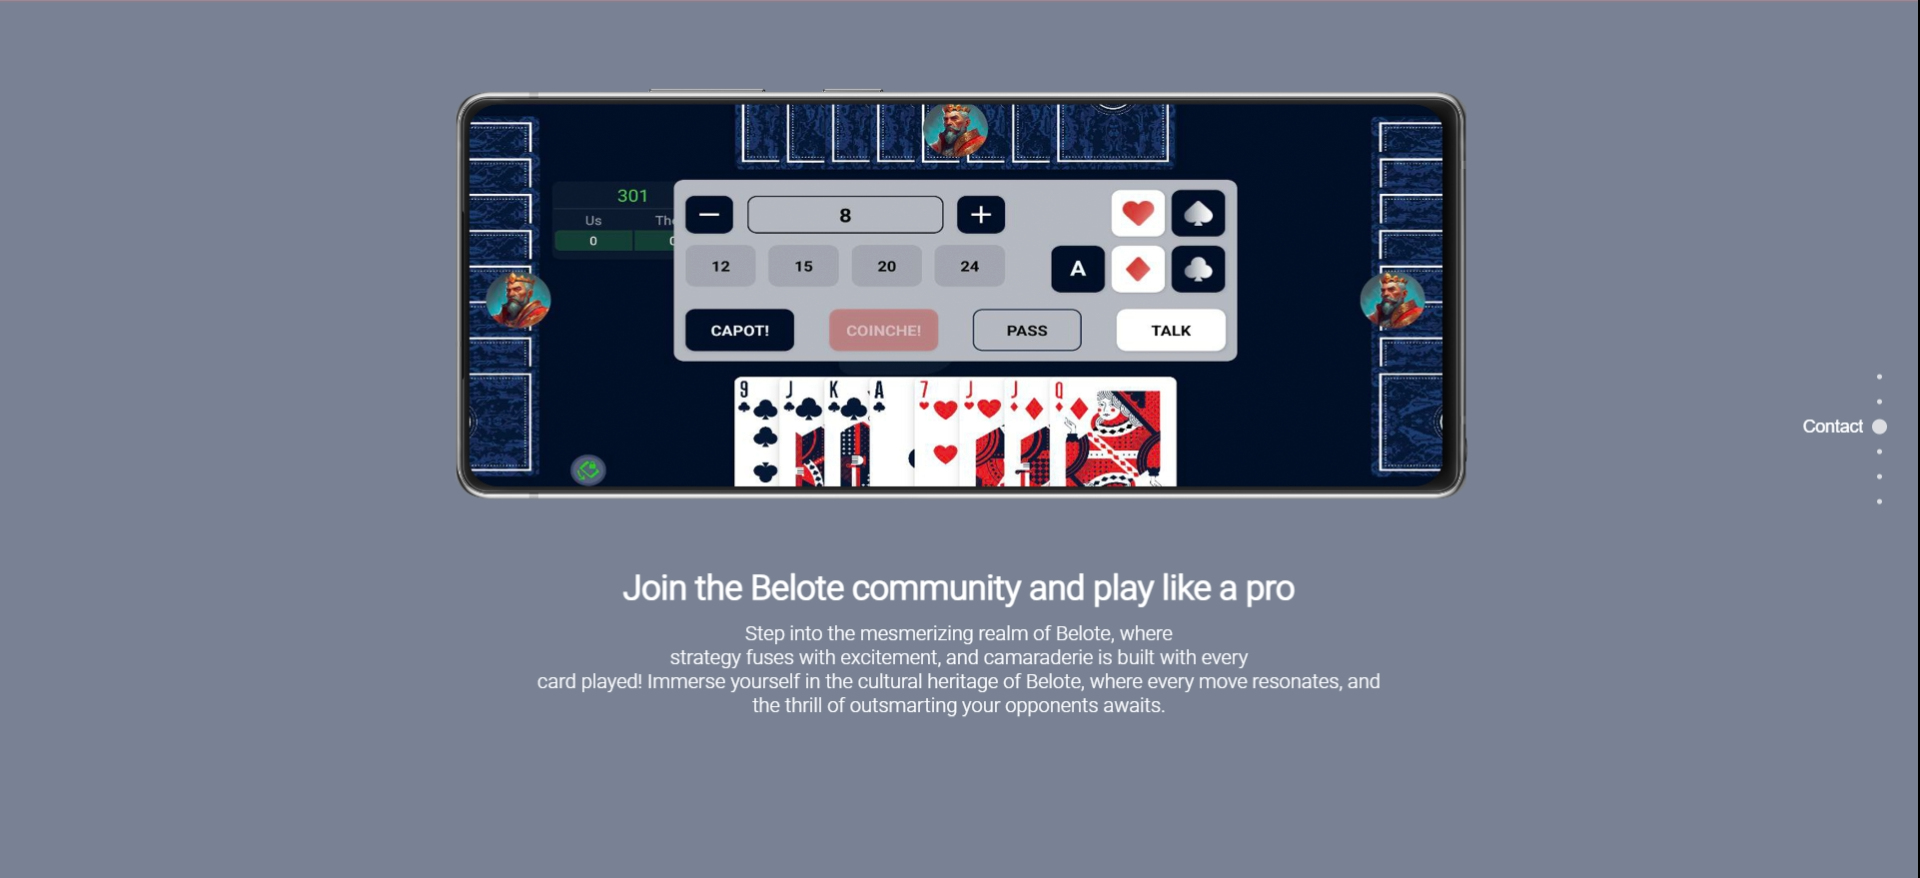 301
Us
0
8
12 15 20 24
A
CAPOT! COINCHE! PASS TALK
9 J K A 7 J J Q
Contact
Join the Belote community and play like a pro
Step into the mesmerizing realm of Belote, where
strategy fuses with excitement, and camaraderie is built with every
card played! Immerse yourself in the cultural heritage of Belote, where every move resonates, and
the thrill of outsmarting your opponents awaits.